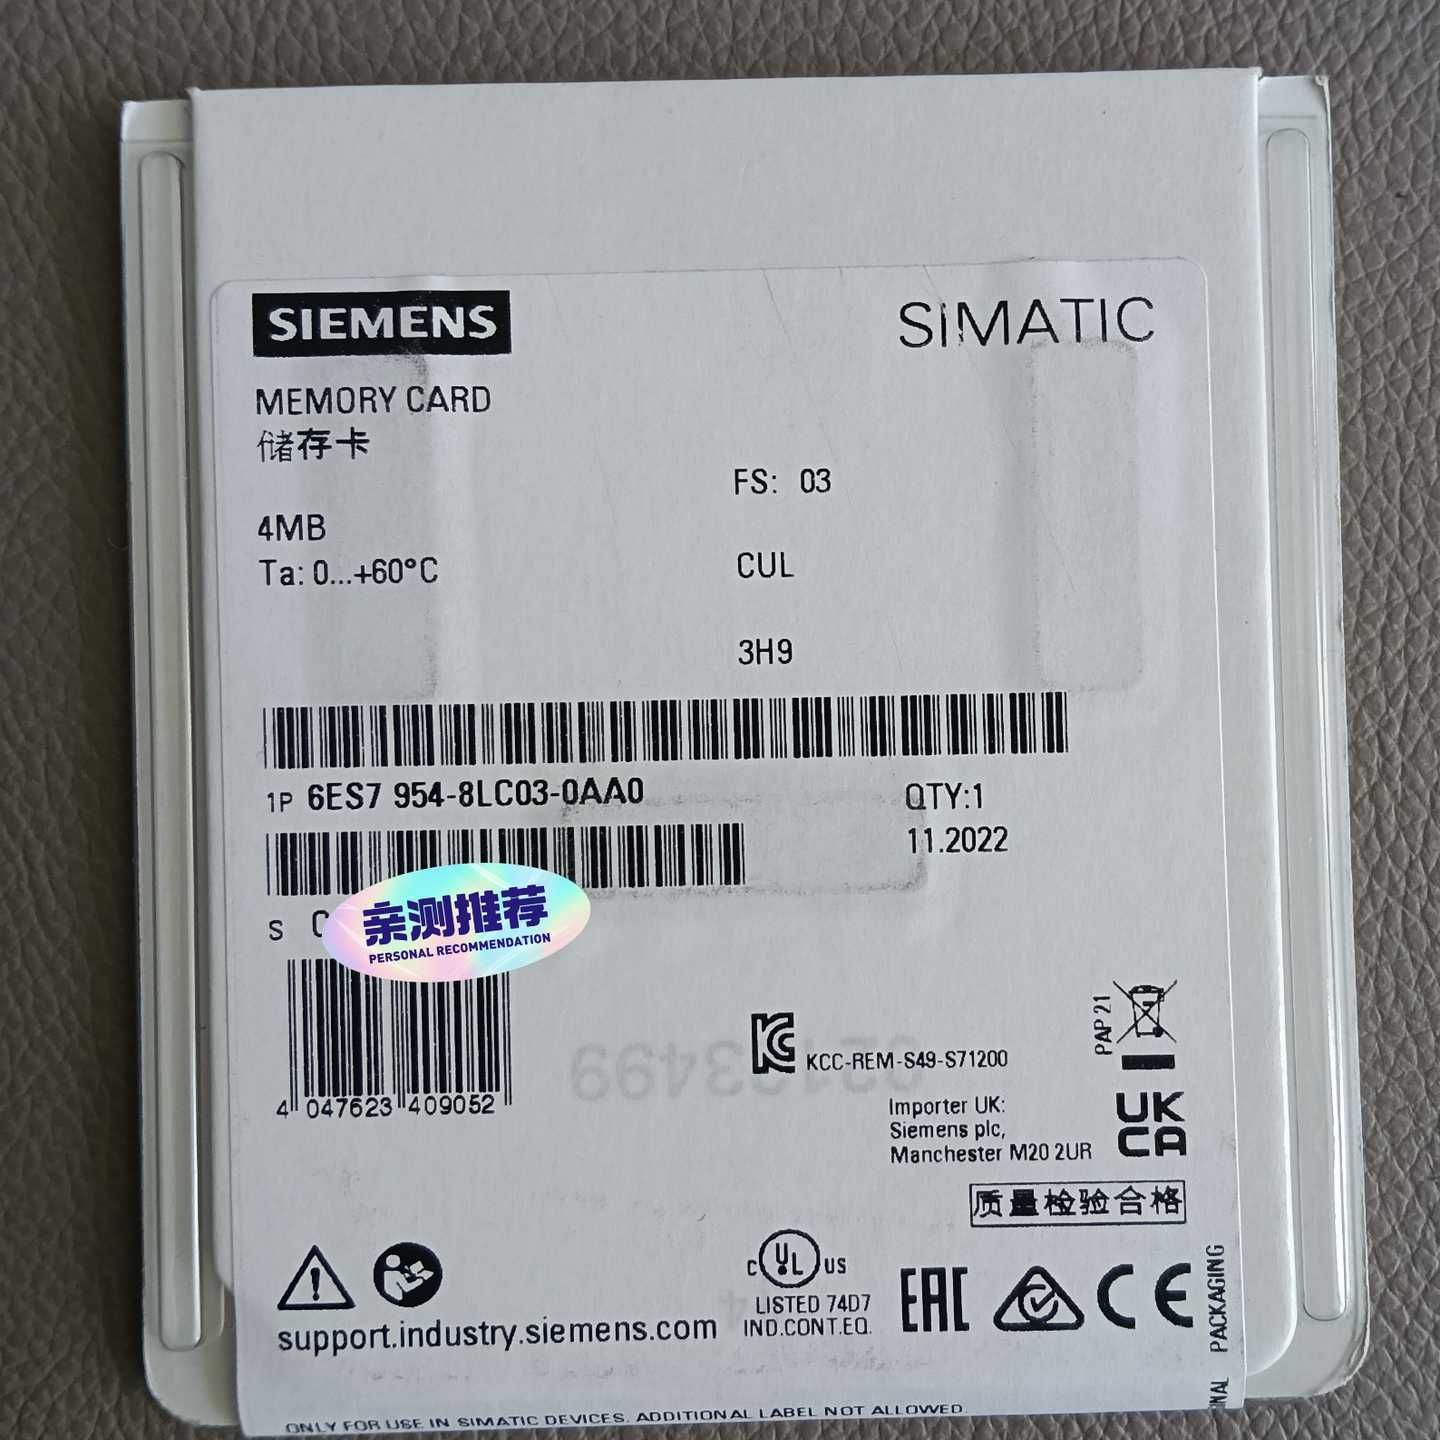 SIEMENS
SIMATIC
MEMORY CARD
储存卡
FS: 03
4MB
Ta: 0...+60°C
CUL
3H9
1P 6ES7 954-8LC03-0AA0
QTY:1
11.2022
S C
亲测推荐
PERSONAL RECOMMENDATION
4 047623 409052
KCC-REM-S49-S71200
PAP 21
Importer UK:
Siemens plc,
Manchester M20 2UR
UK
CA
质量检验合格
C UL US
LISTED 74D7
IND.CONT.EQ.
EAC
CE
support.industry.siemens.com
PACKAGING
ONLY FOR USE IN SIMATIC DEVICES. ADDITIONAL LABEL NOT ALLOWED.